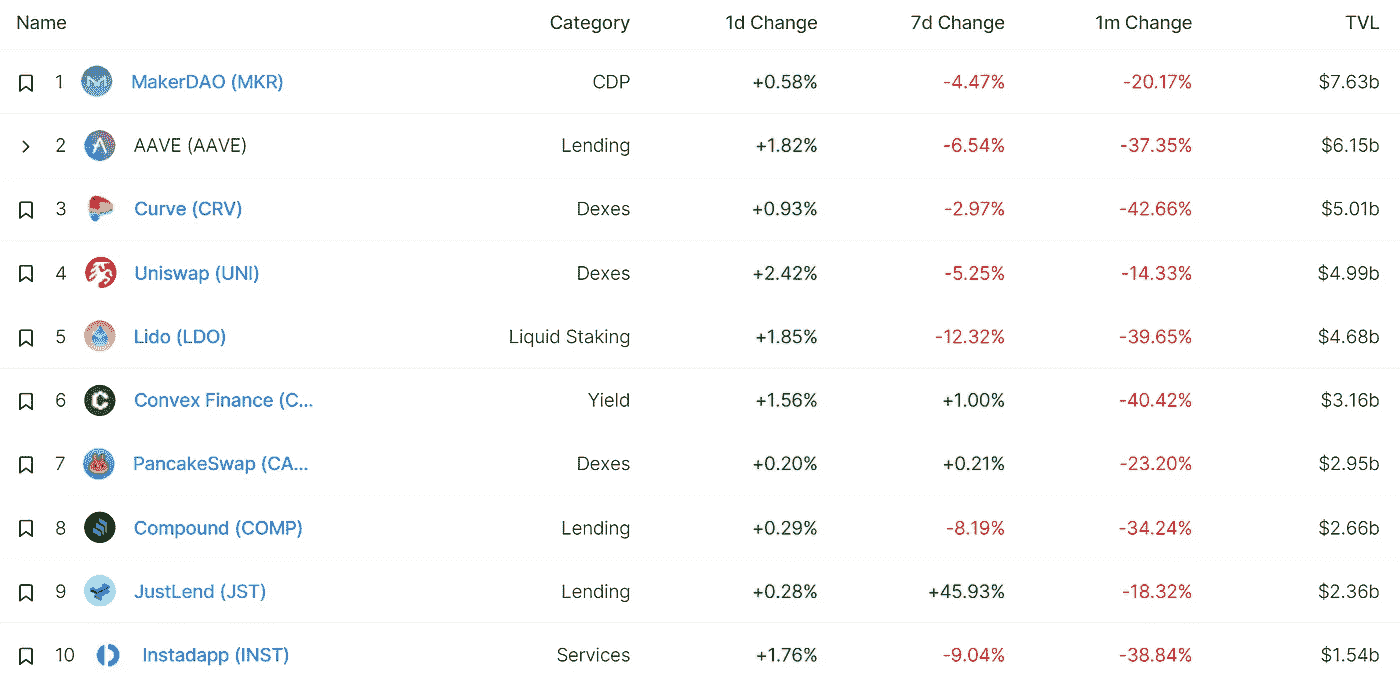 Name Category 1d Change 7d Change 1m Change TVL
1 MakerDAO (MKR) CDP +0.58% -4.47% -20.17% $7.63b
2 AAVE (AAVE) Lending +1.82% -6.54% -37.35% $6.15b
3 Curve (CRV) Dexes +0.93% -2.97% -42.66% $5.01b
4 Uniswap (UNI) Dexes +2.42% -5.25% -14.33% $4.99b
5 Lido (LDO) Liquid Staking +1.85% -12.32% -39.65% $4.68b
6 Convex Finance (C... Yield +1.56% +1.00% -40.42% $3.16b
7 PancakeSwap (CA... Dexes +0.20% +0.21% -23.20% $2.95b
8 Compound (COMP) Lending +0.29% -8.19% -34.24% $2.66b
9 JustLend (JST) Lending +0.28% +45.93% -18.32% $2.36b
10 Instadapp (INST) Services +1.76% -9.04% -38.84% $1.54b